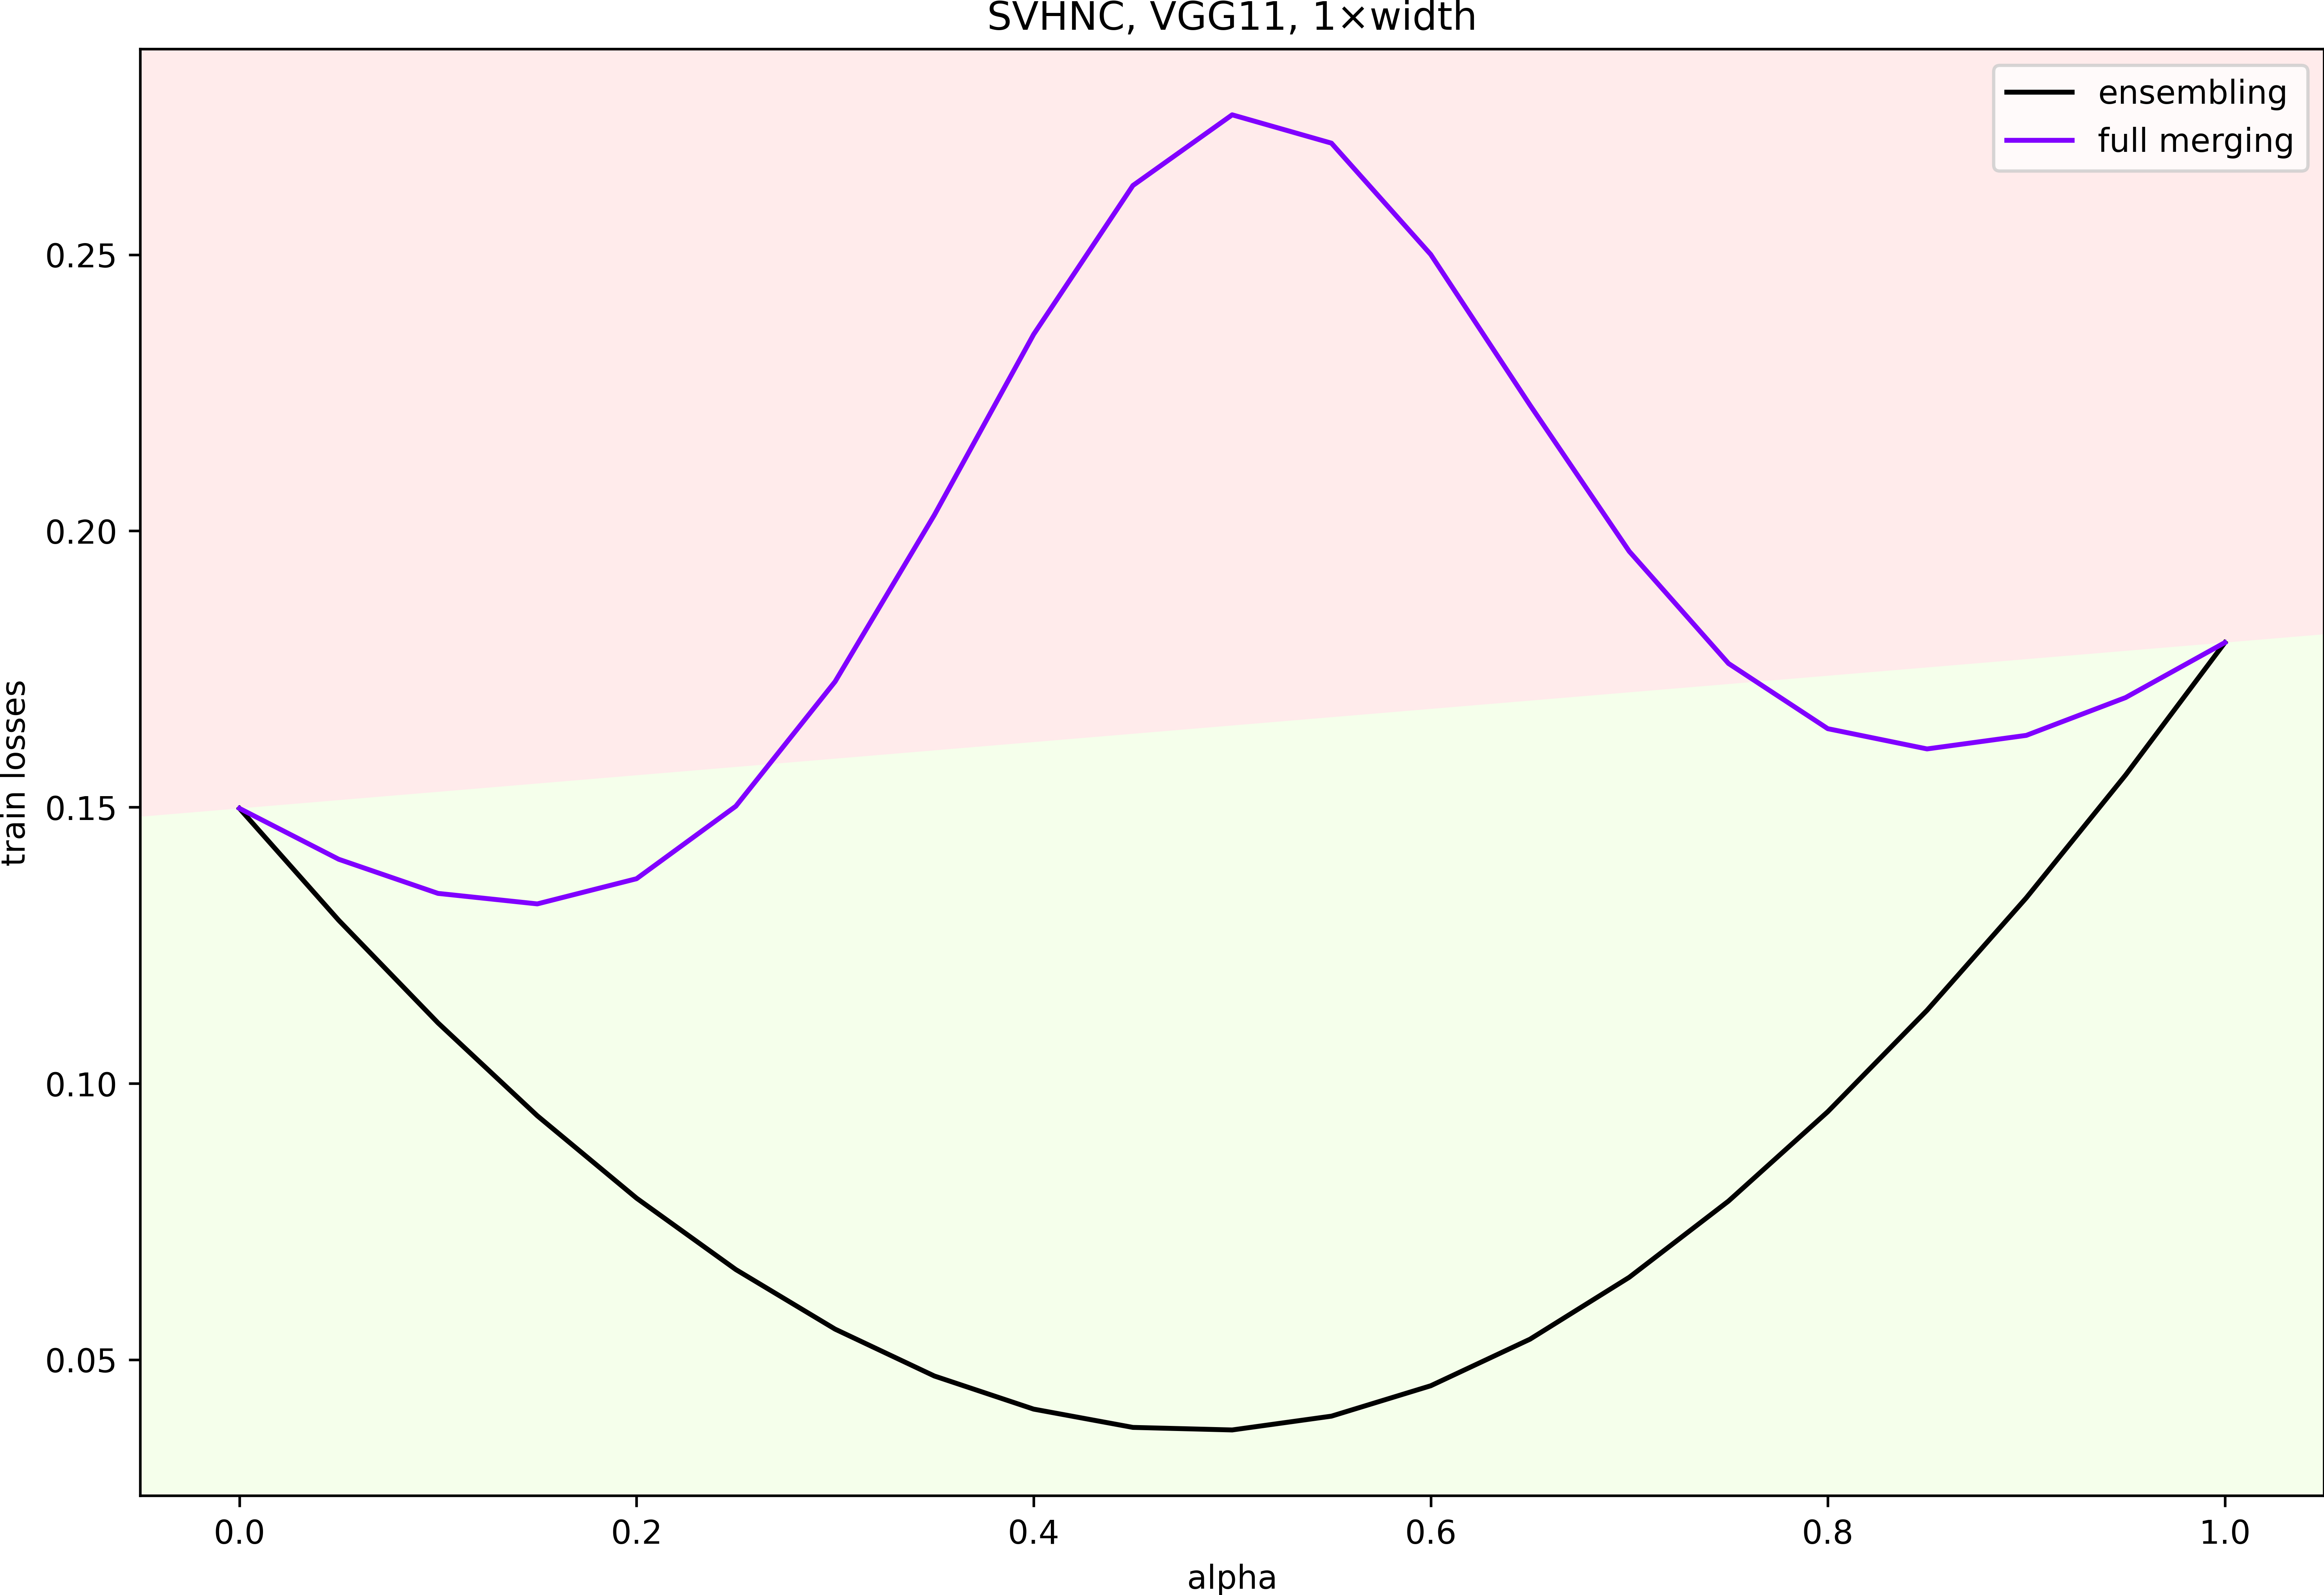 SVHNC, VGG11, 1×width
ensembling
full merging
train losses
0.25
0.20
0.15
0.10
0.05
0.0 0.2 0.4 0.6 0.8 1.0
alpha